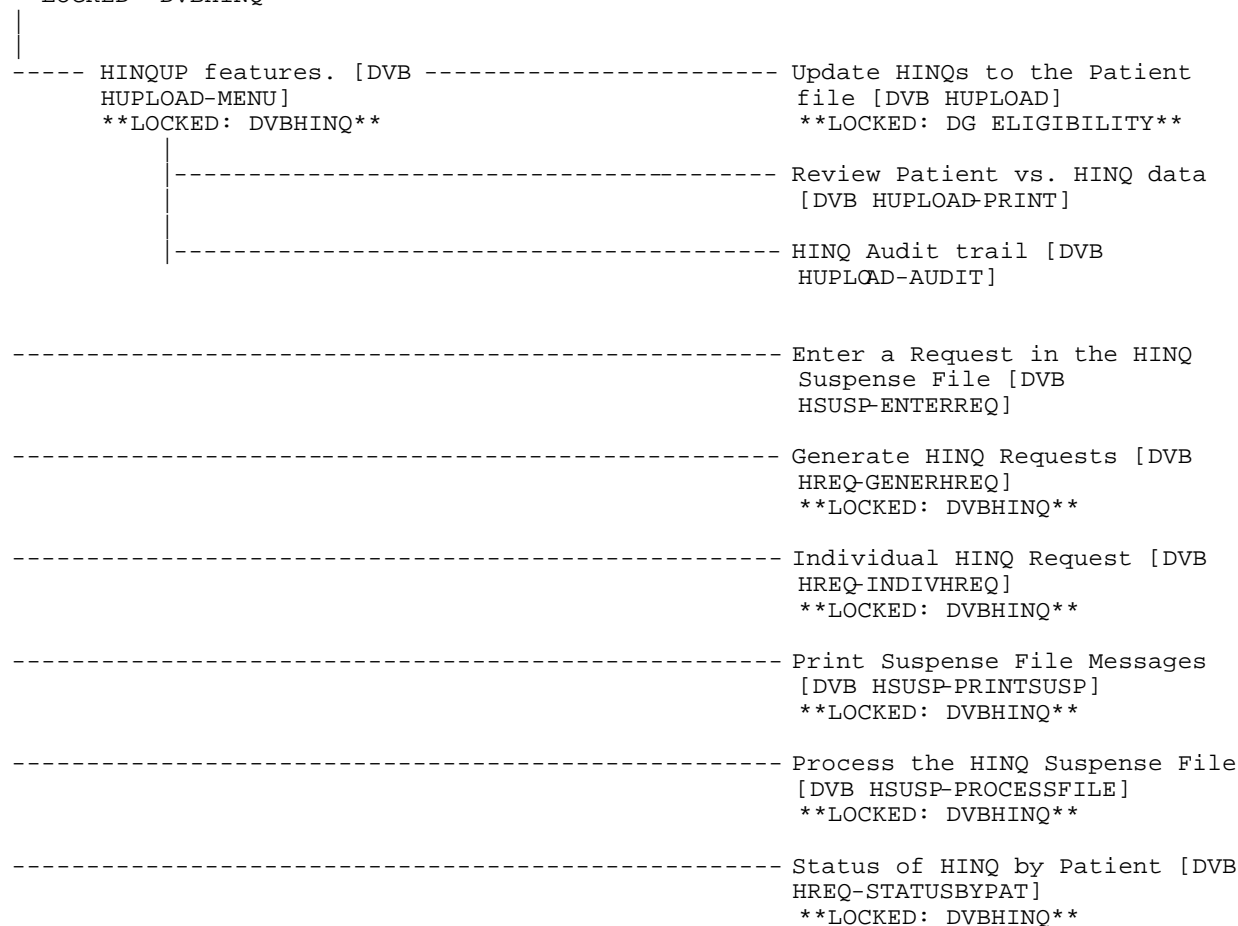 ----- HINQUP features. [DVB ------------------------ Update HINQs to the Patient
HUPLOAD-MENU] file [DVB HUPLOAD]
**LOCKED: DVBHINQ** **LOCKED: DG ELIGIBILITY**
|----------------------------------------- Review Patient vs. HINQ data
[DVB HUPLOAD-PRINT]
|----------------------------------------- HINQ Audit trail [DVB
HUPLOAD-AUDIT]
---------------------------------------------------- Enter a Request in the HINQ
Suspense File [DVB
HSUSP-ENTERREQ]
---------------------------------------------------- Generate HINQ Requests [DVB
HREQ-GENERHREQ]
**LOCKED: DVBHINQ**
---------------------------------------------------- Individual HINQ Request [DVB
HREQ-INDIVHREQ]
**LOCKED: DVBHINQ**
---------------------------------------------------- Print Suspense File Messages
[DVB HSUSP-PRINTSUSP]
**LOCKED: DVBHINQ**
---------------------------------------------------- Process the HINQ Suspense File
[DVB HSUSP-PROCESSFILE]
**LOCKED: DVBHINQ**
---------------------------------------------------- Status of HINQ by Patient [DVB
HREQ-STATUSBYPAT]
**LOCKED: DVBHINQ**